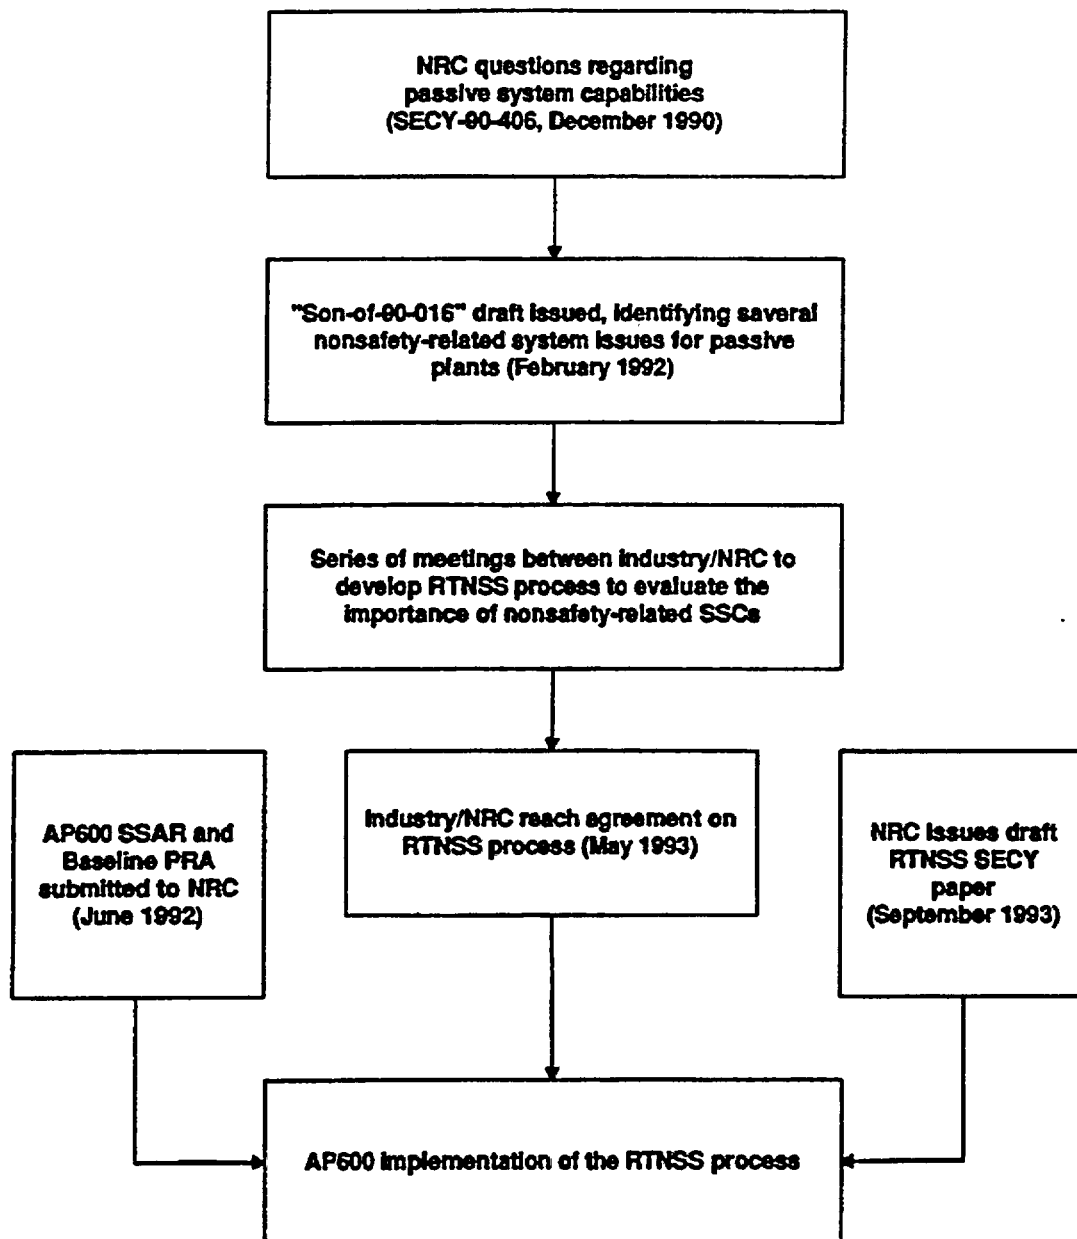 NRC questions regarding
passive system capabilities
(SECY-90-406, December 1990)
"Son-of-90-016" draft issued, identifying several
nonsafety-related system issues for passive
plants (February 1992)
Series of meetings between industry/NRC to
develop RTNSS process to evaluate the
importance of nonsafety-related SSCs
AP600 SSAR and
Baseline PRA
submitted to NRC
(June 1992)
Industry/NRC reach agreement on
RTNSS process (May 1993)
NRC issues draft
RTNSS SECY
paper
(September 1993)
AP600 implementation of the RTNSS process